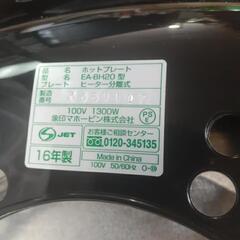 品名 ホットプレート
型名 EA-BH20 型
プレート ヒーター分離式
製造
100V 1300W
象印マホービン株式会社
PS
E
JET
お客様ご相談センター
0120-345135
16年製
Made in China
100V 50/60Hz